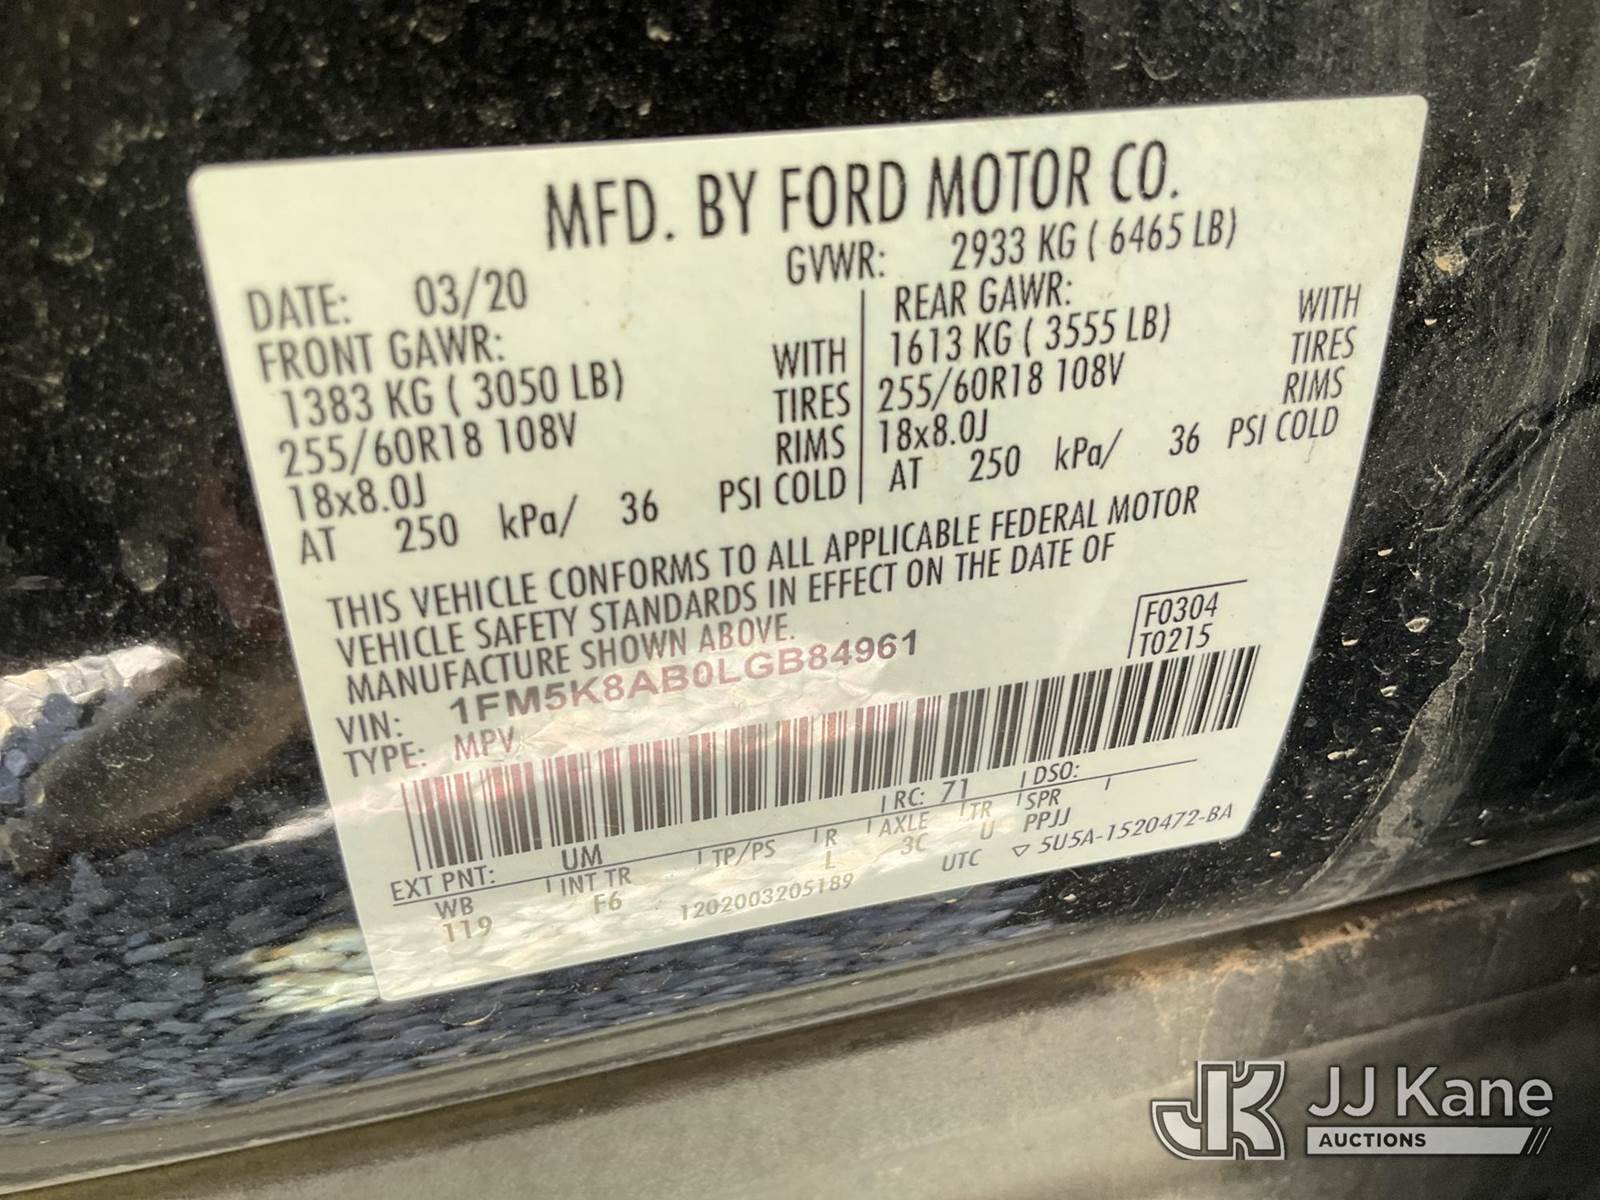 MFD. BY FORD MOTOR CO.
DATE: 03/20 GVWR: 2933 KG ( 6465 LB)
FRONT GAWR: REAR GAWR:
1383 KG ( 3050 LB) WITH 1613 KG ( 3555 LB) WITH
255/60R18 108V TIRES 255/60R18 108V TIRES
18x8.0J RIMS 18x8.0J RIMS
AT 250 kPa/ 36 PSI COLD AT 250 kPa/ 36 PSI COLD
THIS VEHICLE CONFORMS TO ALL APPLICABLE FEDERAL MOTOR
VEHICLE SAFETY STANDARDS IN EFFECT ON THE DATE OF
MANUFACTURE SHOWN ABOVE.
F0304
T0215
VIN: 1FM5K8AB0LGB84961
TYPE: MPV
EXT PNT: UM RC: 71 DSO:
WB INT TR TP/PS R AXLE TR SPR
119 F6 L 3C U PPJJ
1202003205189 UTC ▽ 5U5A-1520472-BA
JK JJ Kane
AUCTIONS